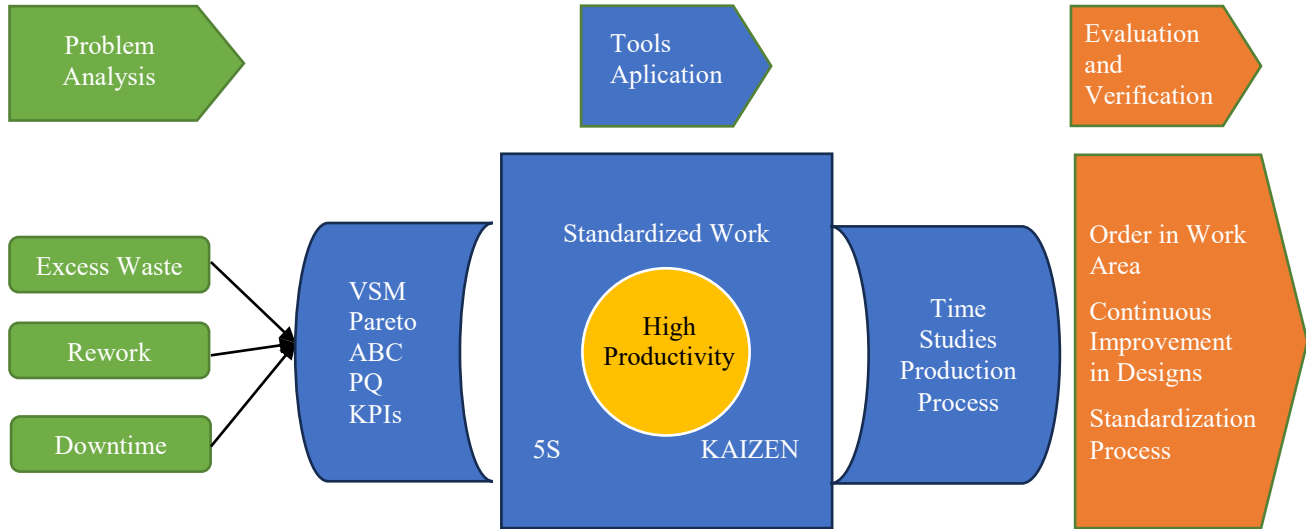 Problem
Analysis
Tools
Aplication
Evaluation
and
Verification
Excess Waste
Rework
Downtime
VSM
Pareto
ABC
PQ
KPIs
Standardized Work
High
Productivity
5S
KAIZEN
Time
Studies
Production
Process
Order in Work
Area
Continuous
Improvement
in Designs
Standardization
Process